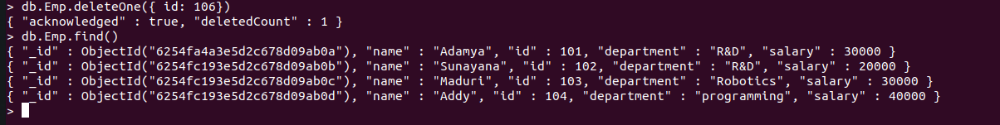 > db.Emp.deleteOne({ id: 106})
{ "acknowledged" : true, "deletedCount" : 1 }
> db.Emp.find()
{ "_id" : ObjectId("6254fa4a3e5d2c678d09ab0a"), "name" : "Adamya", "id" : 101, "department" : "R&D", "salary" : 30000 }
{ "_id" : ObjectId("6254fc193e5d2c678d09ab0b"), "name" : "Sunayana", "id" : 102, "department" : "R&D", "salary" : 20000 }
{ "_id" : ObjectId("6254fc193e5d2c678d09ab0c"), "name" : "Maduri", "id" : 103, "department" : "Robotics", "salary" : 30000 }
{ "_id" : ObjectId("6254fc193e5d2c678d09ab0d"), "name" : "Addy", "id" : 104, "department" : "programming", "salary" : 40000 }
>